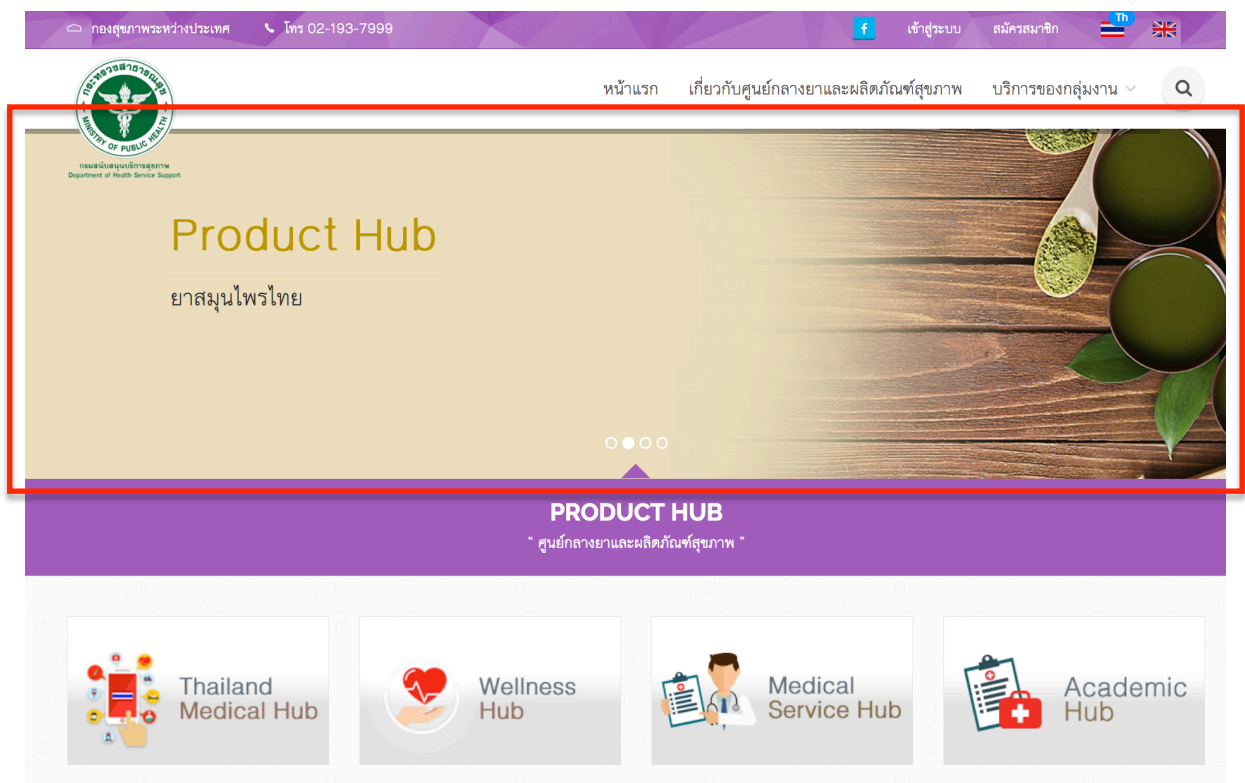 กองสุขภาพระหว่างประเทศ โทร 02-193-7999 f เข้าสู่ระบบ สมัครสมาชิก Th
กระทรวงสาธารณสุข
MINISTRY OF PUBLIC HEALTH
กรมสนับสนุนบริการสุขภาพ
Department of Health Service Support
หน้าแรก เกี่ยวกับศูนย์กลางยาและผลิตภัณฑ์สุขภาพ บริการของกลุ่มงาน
Product Hub
ยาสมุนไพรไทย
PRODUCT HUB
" ศูนย์กลางยาและผลิตภัณฑ์สุขภาพ "
Thailand
Medical Hub
Wellness
Hub
Medical
Service Hub
Academic
Hub